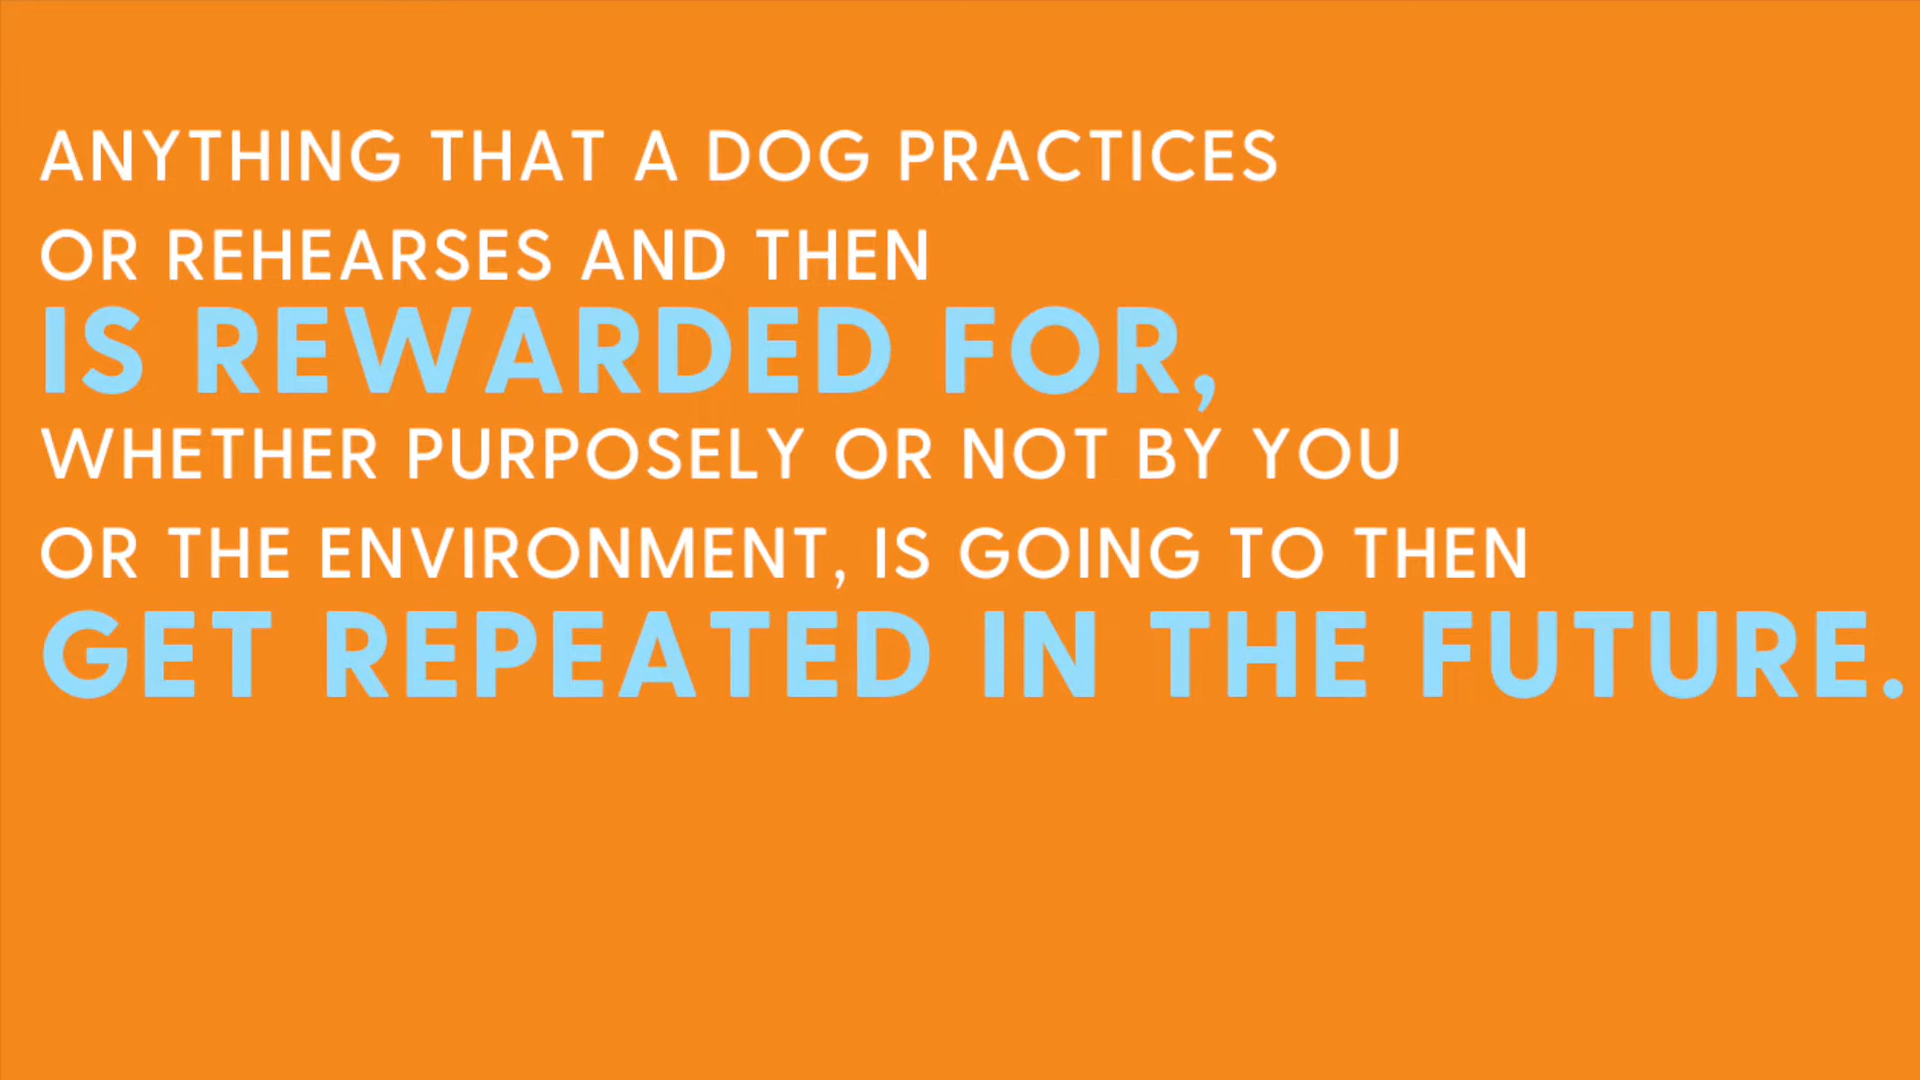 ANYTHING THAT A DOG PRACTICES
OR REHEARSES AND THEN
IS REWARDED FOR,
WHETHER PURPOSELY OR NOT BY YOU
OR THE ENVIRONMENT, IS GOING TO THEN
GET REPEATED IN THE FUTURE.